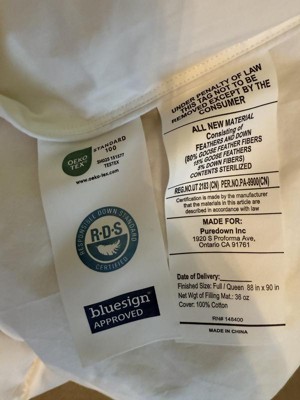 OEKO
TEX®
STANDARD
100
TESTEX
www.oeko-tex.com
RESPONSIBLE DOWN STANDARD
R·D·S
bluesign®
APPROVED
UNDER PENALTY OF LAW
THIS TAG NOT TO BE
REMOVED EXCEPT BY THE
CONSUMER
ALL NEW MATERIAL
Consisting of
FEATHERS AND DOWN
(80% GOOSE FEATHER FIBERS
15% GOOSE FEATHERS
5% DOWN FIBERS)
CONTENTS STERILIZED
REG.NO.UT 2183 (CN) PER.NO.PA-9900(CN)
Certification is made by the manufacturer
that the materials in this article are
described in accordance with law
MADE FOR:
Puredown Inc
1920 S Proforma Ave,
Ontario CA 91761
Date of Delivery:
Finished Size: Full / Queen 88 in x 90 in
Net Wgt of Filling Mat.: 36 oz
Cover: 100% Cotton
MADE IN CHINA